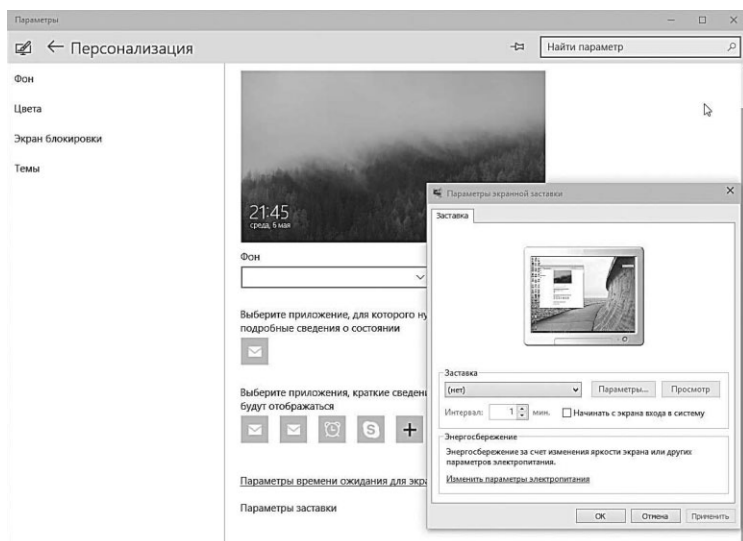 Параметры
Персонализация
Найти параметр
Фон
Цвета
Экран блокировки
Темы
21:45
среда, 6 мая
Фон
Выберите приложение, для которого
подробные сведения о состоянии
Выберите приложения, краткие
будут отображаться
Параметры времени ожидания для
Параметры заставки
Параметры экранной заставки
Заставка
Заставка
(нет)
Параметры...
Просмотр
Интервал: 1 мин. Начинать с экрана входа в систему
Энергосбережение
Энергосбережение за счет изменения яркости экрана или других
параметров электропитания.
Изменить параметры электропитания
ОК Отмена Применить